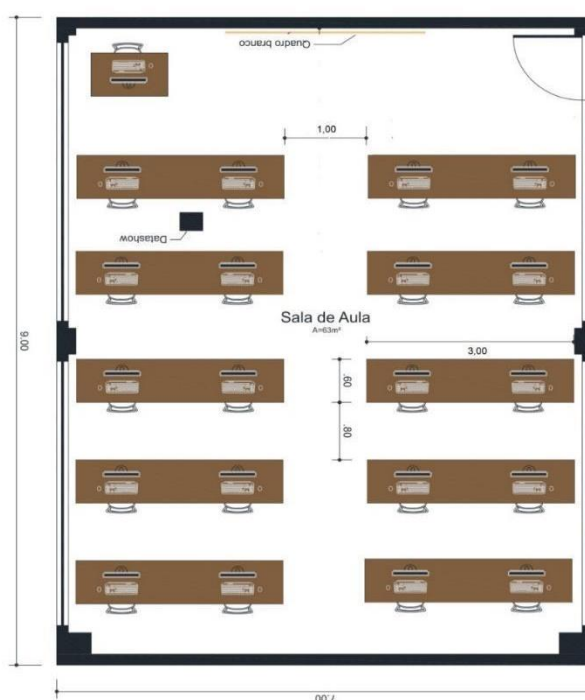 Quadro branco
1,00
Datashow
Sala de Aula
A=63m²
9,00
3,00
,60
,80
7,00